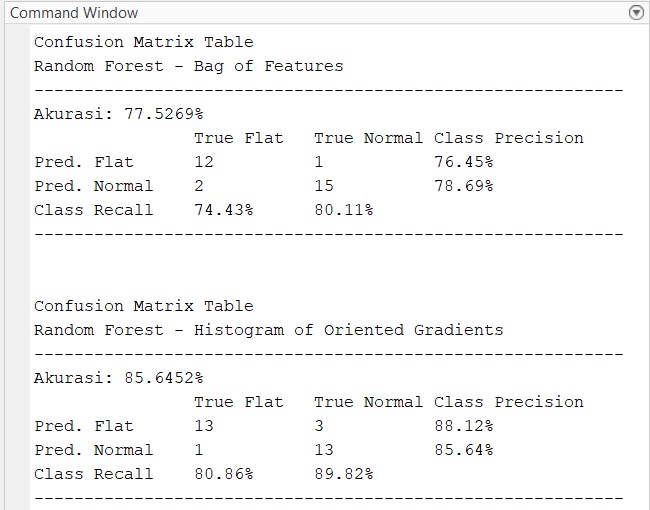 Command Window
Confusion Matrix Table
Random Forest - Bag of Features
-----------------------------------------------------------
Akurasi: 77.5269%
True Flat True Normal Class Precision
Pred. Flat 12 1 76.45%
Pred. Normal 2 15 78.69%
Class Recall 74.43% 80.11%
-----------------------------------------------------------
Confusion Matrix Table
Random Forest - Histogram of Oriented Gradients
-----------------------------------------------------------
Akurasi: 85.6452%
True Flat True Normal Class Precision
Pred. Flat 13 3 88.12%
Pred. Normal 1 13 85.64%
Class Recall 80.86% 89.82%
-----------------------------------------------------------